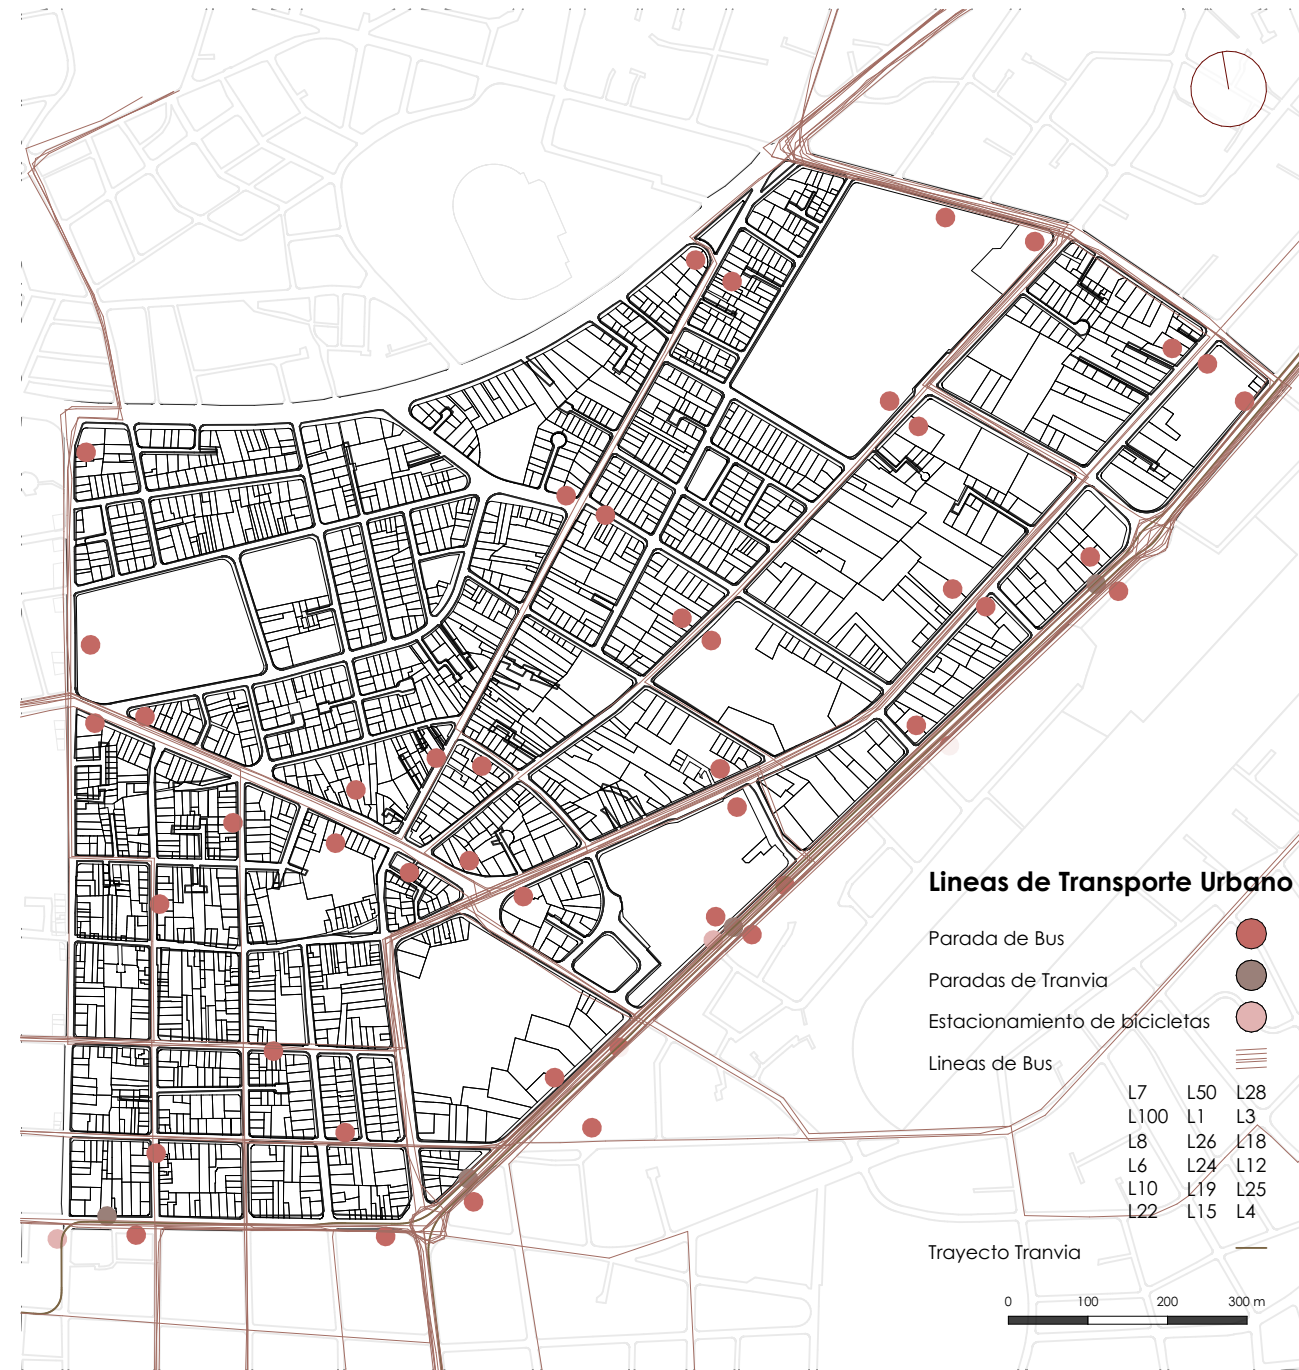 Lineas de Transporte Urbano
Parada de Bus
Paradas de Tranvia
Estacionamiento de bicicletas
Lineas de Bus
L7 L50 L28
L100 L1 L3
L8 L26 L18
L6 L24 L12
L10 L19 L25
L22 L15 L4
Trayecto Tranvia
0 100 200 300 m